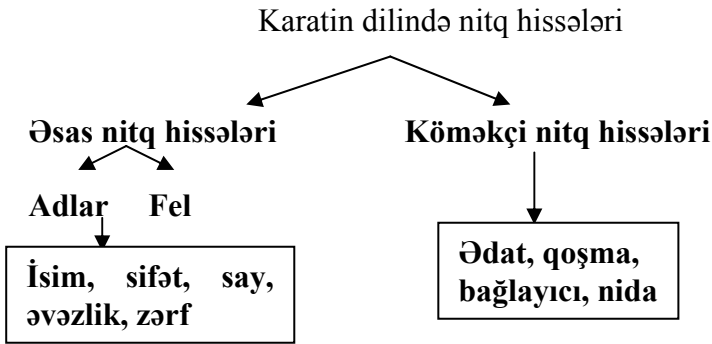 Karatin dilində nitq hissələri
Əsas nitq hissələri
Köməkçi nitq hissələri
Adlar Fel
İsim, sifət, say,
əvəzlik, zərf
Ədat, qoşma,
bağlayıcı, nida